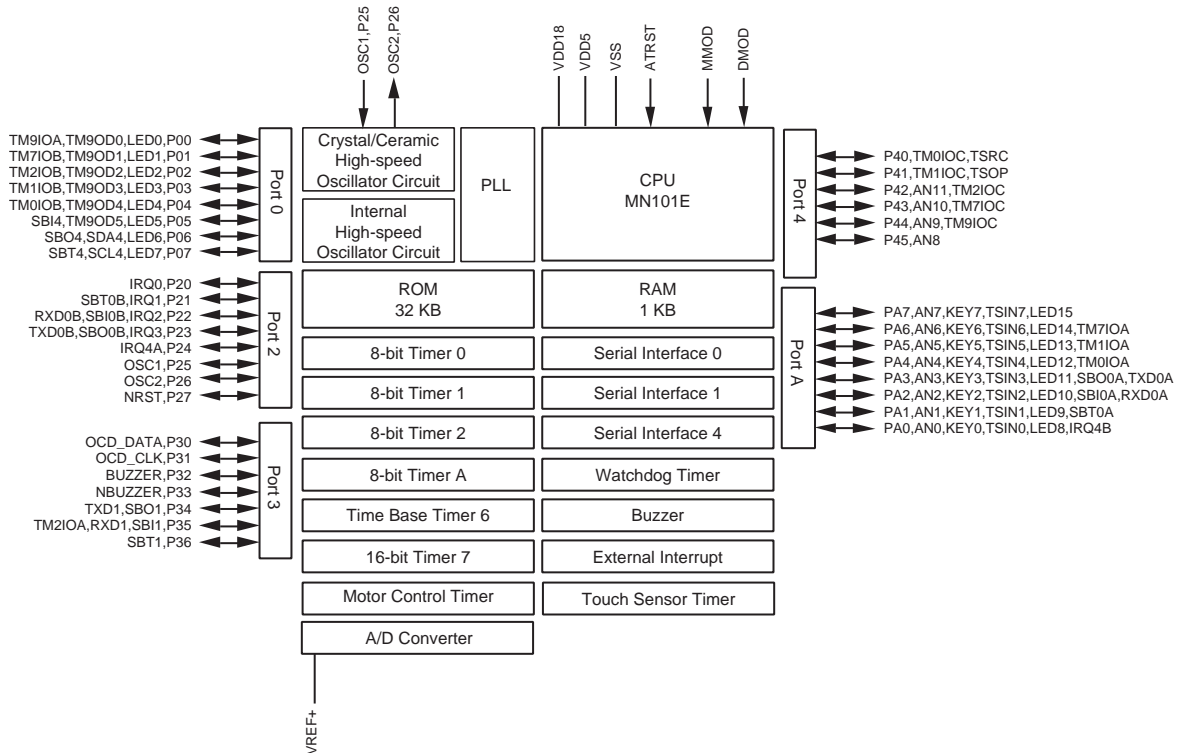 OSC1,P25
OSC2,P26
VDD18
VDD5
VSS
ATRST
MMOD
DMOD
TM9IOA,TM9OD0,LED0,P00
TM7IOB,TM9OD1,LED1,P01
TM2IOB,TM9OD2,LED2,P02
TM1IOB,TM9OD3,LED3,P03
TM0IOB,TM9OD4,LED4,P04
SBI4,TM9OD5,LED5,P05
SBO4,SDA4,LED6,P06
SBT4,SCL4,LED7,P07
Port 0
IRQ0,P20
SBT0B,IRQ1,P21
RXD0B,SBI0B,IRQ2,P22
TXD0B,SBO0B,IRQ3,P23
IRQ4A,P24
OSC1,P25
OSC2,P26
NRST,P27
Port 2
OCD_DATA,P30
OCD_CLK,P31
BUZZER,P32
NBUZZER,P33
TXD1,SBO1,P34
TM2IOA,RXD1,SBI1,P35
SBT1,P36
Port 3
Crystal/Ceramic
High-speed
Oscillator Circuit
Internal
High-speed
Oscillator Circuit
PLL
CPU
MN101E
ROM
32 KB
RAM
1 KB
8-bit Timer 0
Serial Interface 0
8-bit Timer 1
Serial Interface 1
8-bit Timer 2
Serial Interface 4
8-bit Timer A
Watchdog Timer
Time Base Timer 6
Buzzer
16-bit Timer 7
External Interrupt
Motor Control Timer
Touch Sensor Timer
A/D Converter
VREF+
Port 4
P40,TM0IOC,TSRC
P41,TM1IOC,TSOP
P42,AN11,TM2IOC
P43,AN10,TM7IOC
P44,AN9,TM9IOC
P45,AN8
Port A
PA7,AN7,KEY7,TSIN7,LED15
PA6,AN6,KEY6,TSIN6,LED14,TM7IOA
PA5,AN5,KEY5,TSIN5,LED13,TM1IOA
PA4,AN4,KEY4,TSIN4,LED12,TM0IOA
PA3,AN3,KEY3,TSIN3,LED11,SBO0A,TXD0A
PA2,AN2,KEY2,TSIN2,LED10,SBI0A,RXD0A
PA1,AN1,KEY1,TSIN1,LED9,SBT0A
PA0,AN0,KEY0,TSIN0,LED8,IRQ4B